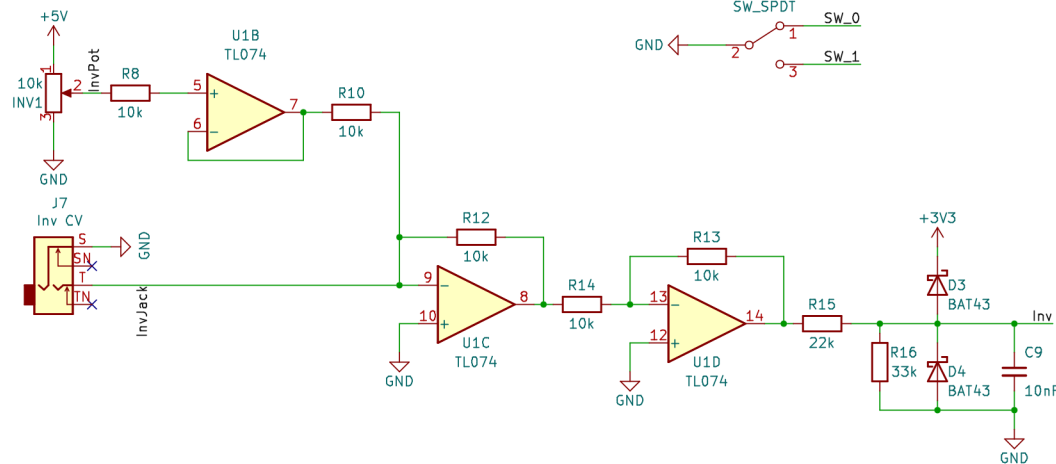 +5V
1
10k
INV1
2
3
InvPot
GND
R8
10k
U1B
TL074
5
+
6
-
7
R10
10k
SW_SPDT
GND
2
1
SW_0
3
SW_1
J7
Inv CV
S
SN
T
TN
GND
InvJack
R12
10k
9
-
10
+
8
U1C
TL074
GND
R14
10k
R13
10k
13
-
12
+
14
U1D
TL074
GND
R15
22k
R16
33k
+3V3
D3
BAT43
D4
BAT43
Inv
C9
10nF
GND